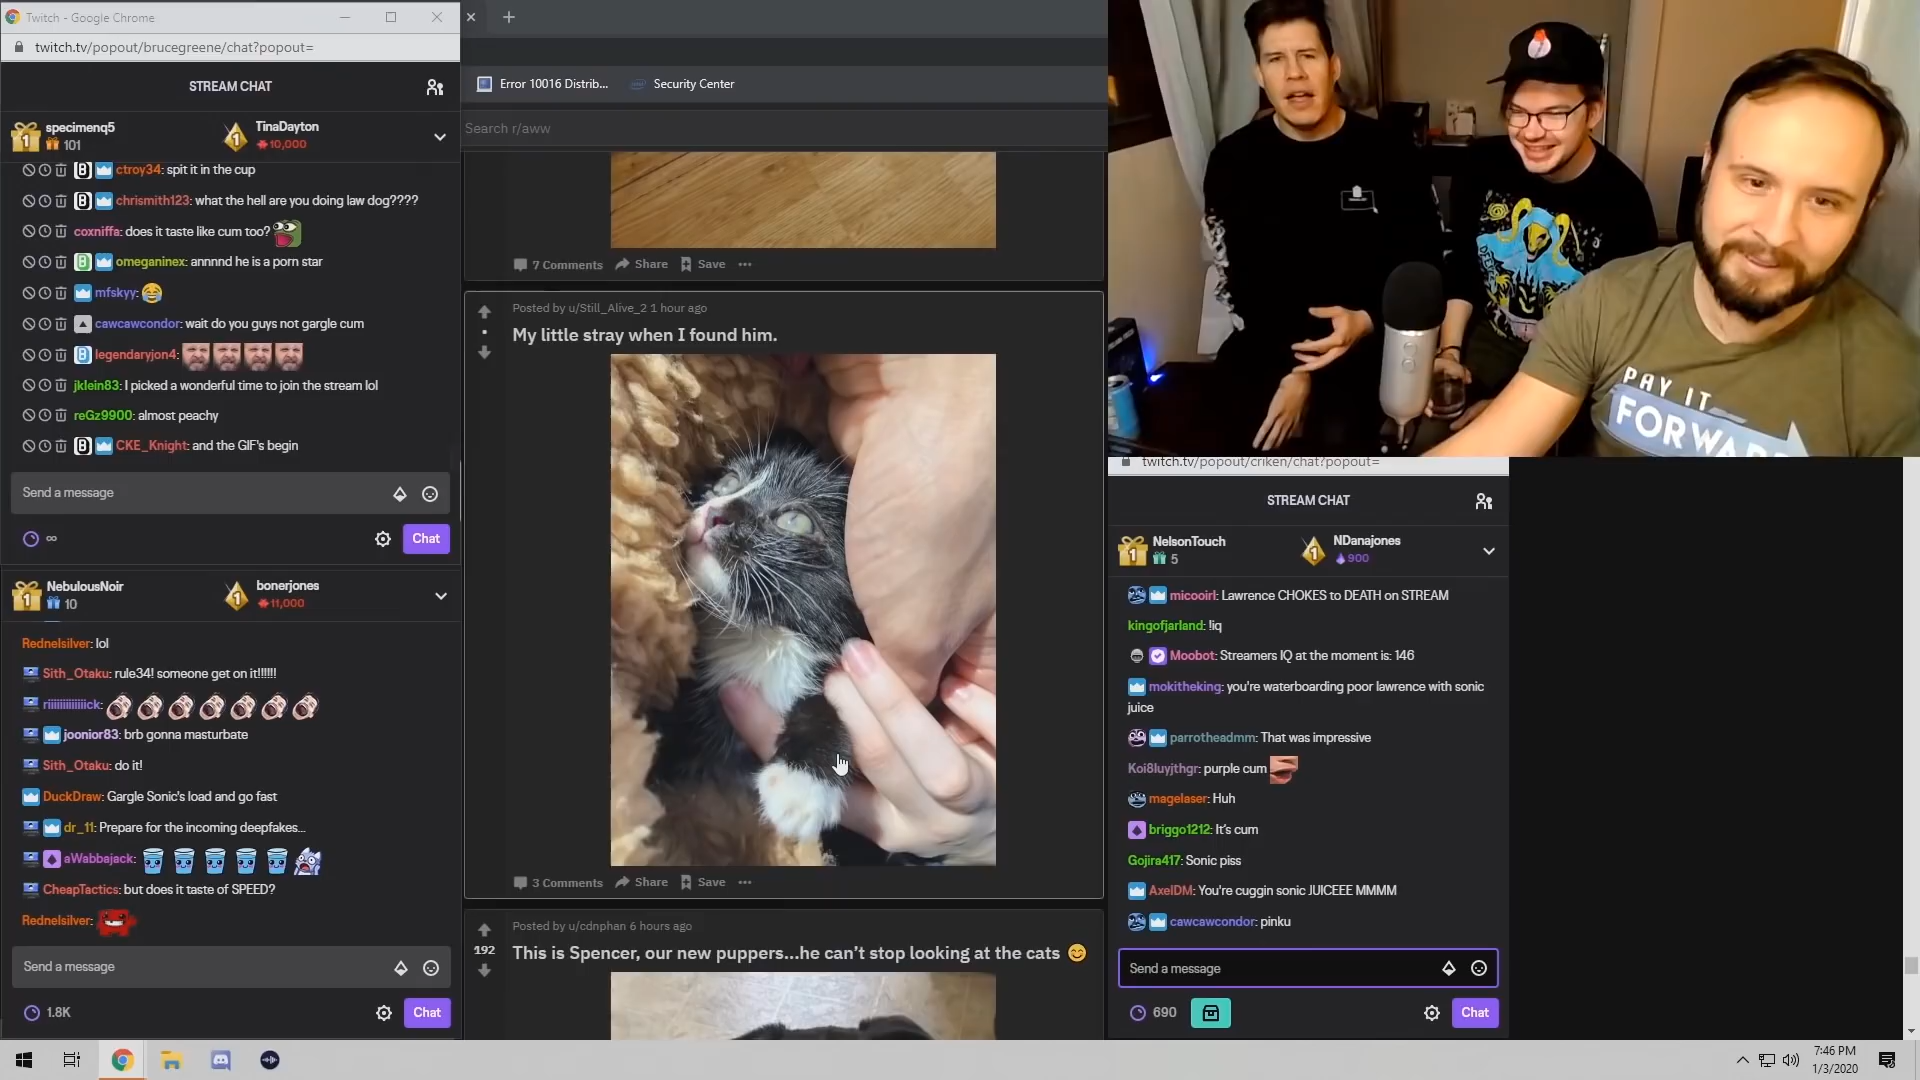 Twitch - Google Chrome
twitch.tv/popout/brucegreene/chat?popout=
STREAM CHAT
specimenq5
101
TinaDayton
10,000
ctroy34: spit it in the cup
chrismith123: what the hell are you doing law dog????
coxniffa: does it taste like cum too?
omeganinex: annnnd he is a porn star
mfskyy:
cawcawcondor: wait do you guys not gargle cum
legendaryjon4:
jklein83: I picked a wonderful time to join the stream lol
reGz9900: almost peachy
CKE_Knight: and the GIF's begin
Send a message
∞
Chat
NebulousNoir
10
bonerjones
11,000
Rednelsilver: lol
Sith_Otaku: rule34! someone get on it!!!!!!
joonior83: brb gonna masturbate
Sith_Otaku: do it!
DuckDraw: Gargle Sonic's load and go fast
dr_11: Prepare for the incoming deepfakes...
aWabbajack:
CheapTactics: but does it taste of SPEED?
Rednelsilver:
Send a message
1.8K
Chat
Error 10016 Distrib...
Security Center
Search r/aww
7 Comments Share Save
Posted by u/Still_Alive_2 1 hour ago
My little stray when I found him.
3 Comments Share Save
Posted by u/cdnphan 6 hours ago
192
This is Spencer, our new puppers...he can't stop looking at the cats 😊
PAY IT
FORWARD
twitch.tv/popout/criken/chat?popout=
STREAM CHAT
NelsonTouch
5
NDanajones
900
micooirl: Lawrence CHOKES to DEATH on STREAM
kingofjarland: !iq
Moobot: Streamers IQ at the moment is: 146
mokitheking: you're waterboarding poor lawrence with sonic
juice
parrotheadmm: That was impressive
Koi8luyjthgr: purple cum
magelaser: Huh
briggo1212: It's cum
Gojira417: Sonic piss
AxelDM: You're cuggin sonic JUICEEE MMMM
cawcawcondor: pinku
Send a message
690
Chat
7:46 PM
1/3/2020